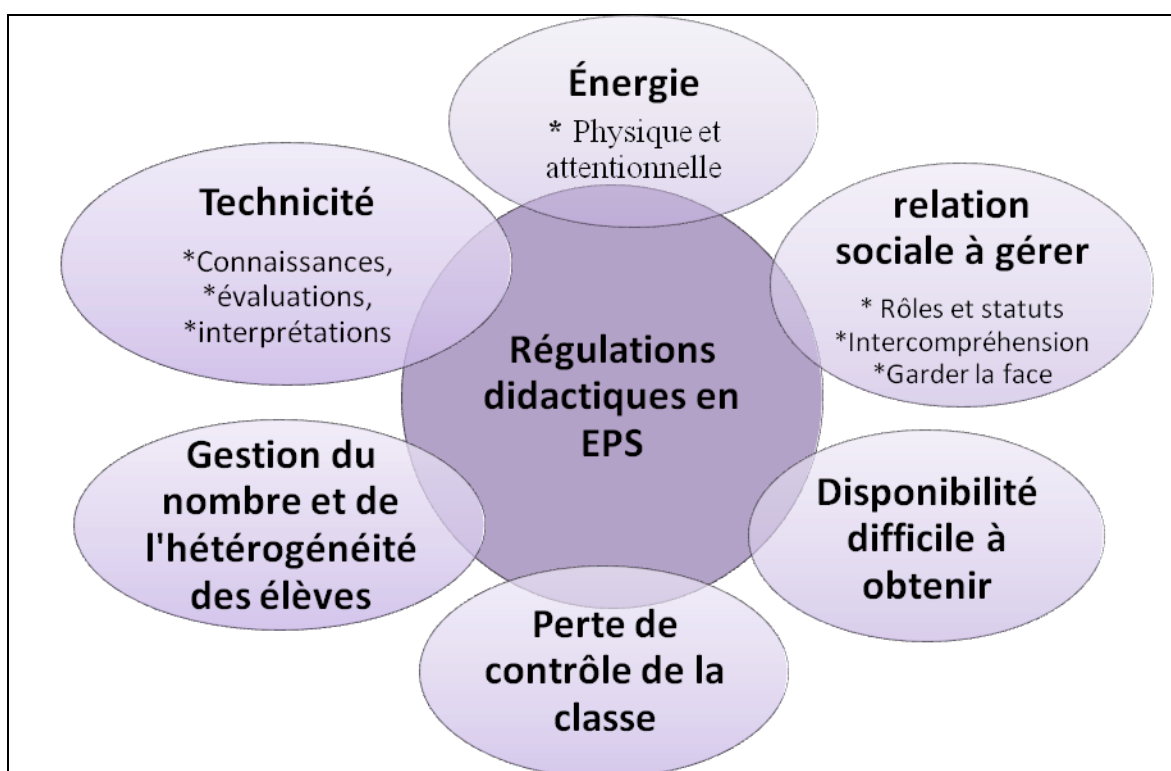 Énergie
* Physique et
attentionnelle
Technicité
*Connaissances,
*évaluations,
*interprétations
relation
sociale à gérer
* Rôles et statuts
*Intercompréhension
*Garder la face
Régulations
didactiques en
EPS
Gestion du
nombre et de
l'hétérogénéité
des élèves
Disponibilité
difficile à
obtenir
Perte de
contrôle de la
classe